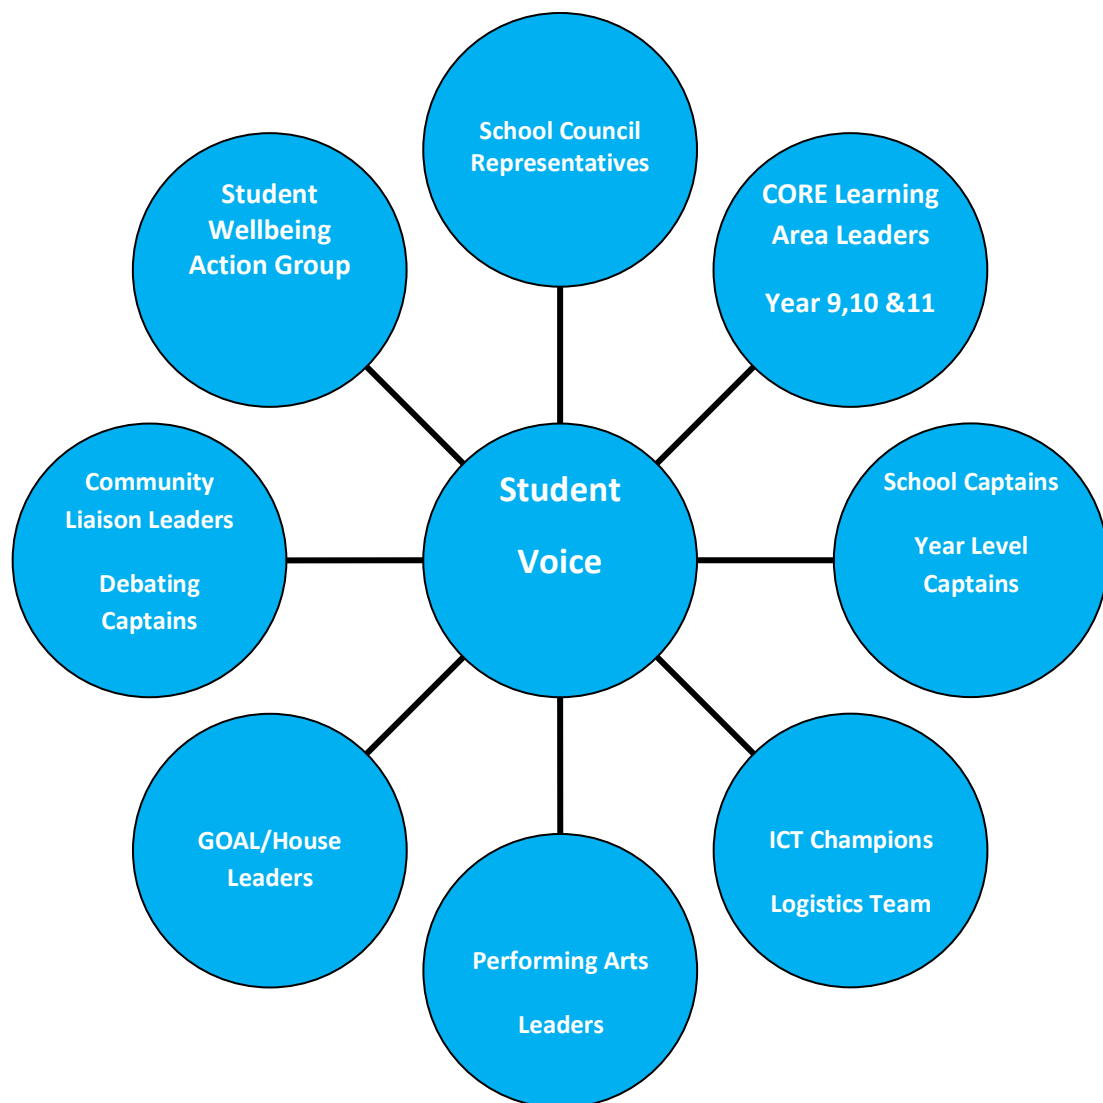 School Council
Representatives
Student
Wellbeing
Action Group
CORE Learning
Area Leaders
Year 9,10 &11
Community
Liaison Leaders
Debating
Captains
Student
Voice
School Captains
Year Level
Captains
GOAL/House
Leaders
ICT Champions
Logistics Team
Performing Arts
Leaders